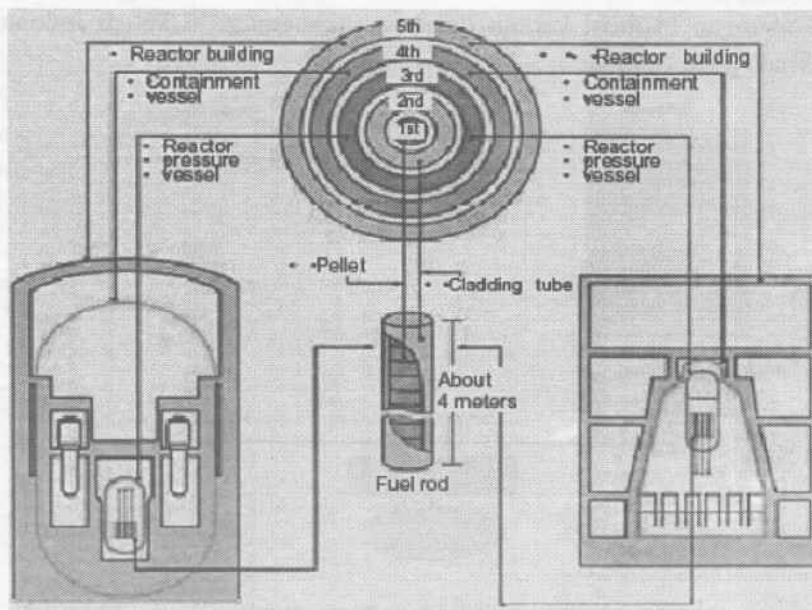 5th
4th
3rd
2nd
1st
• Reactor building
• Containment
• vessel
• Reactor
• pressure
• vessel
• • •Reactor building
• Containment
• vessel
• Reactor
• pressure
• vessel
• •Pellet
• •Cladding tube
About
4 meters
Fuel rod